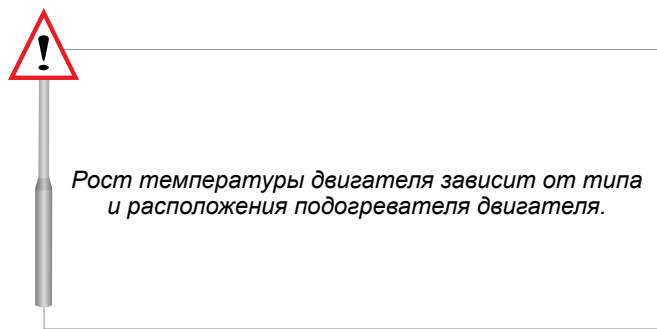 Рост температуры двигателя зависит от типа
и расположения подогревателя двигателя.